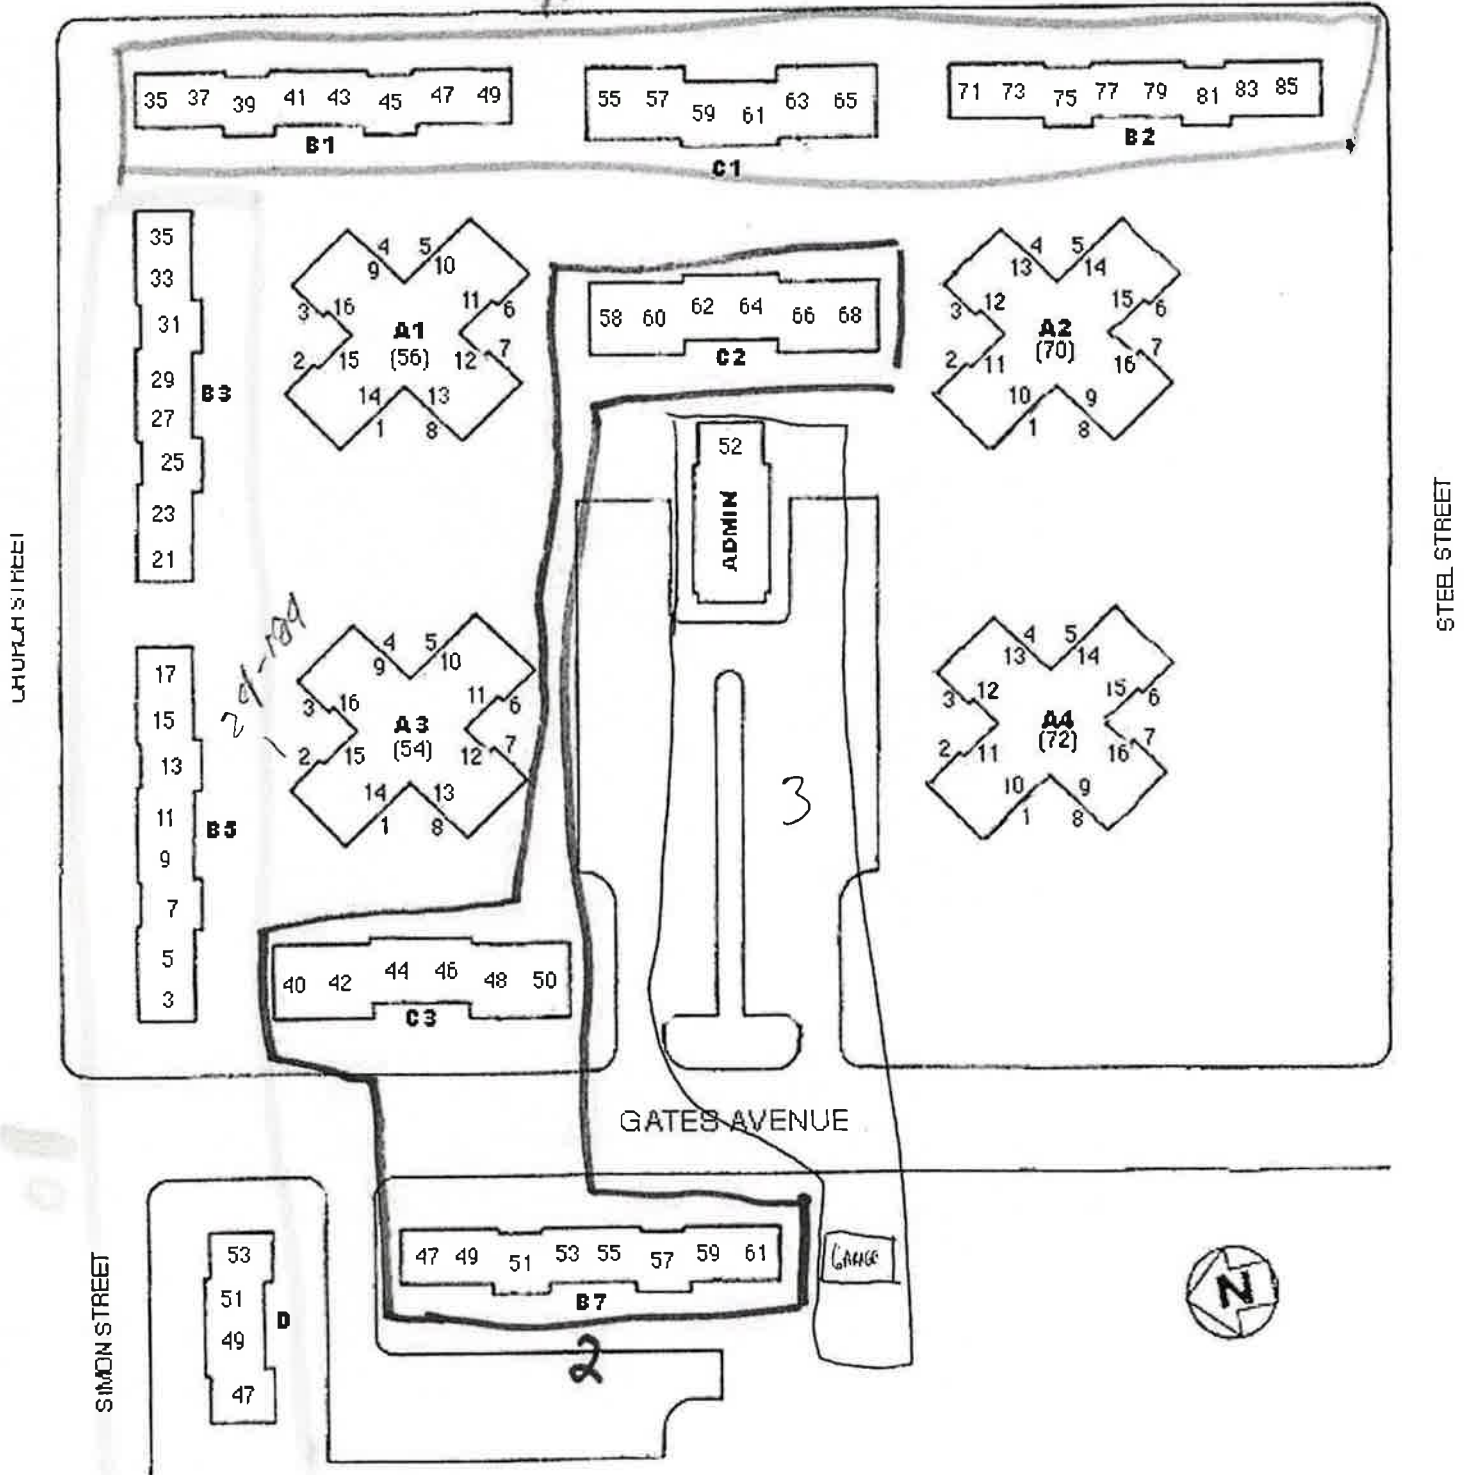 35 37 39 41 43 45 47 49
B1
55 57 59 61 63 65
C1
71 73 75 77 79 81 83 85
B2
35
33
31
29
27
25
23
21
B3
4 5
9 10
3 16 11 6
A1
(56)
2 15 12 7
14 13
1 8
58 60 62 64 66 68
C2
4 5
13 14
3 12 15 6
A2
(70)
2 11 16 7
10 9
1 8
52
ADMIN
STEEL STREET
17
15
13
11
9
7
5
3
B5
4 5
9 10
3 16 11 6
A3
(54)
2 15 12 7
14 13
1 8
3
4 5
13 14
3 12 15 6
A4
(72)
2 11 16 7
10 9
1 8
40 42 44 46 48 50
C3
GATES AVENUE
SIMON STREET
53
51
49
47
D
47 49 51 53 55 57 59 61
B7
2
GARAGE
N